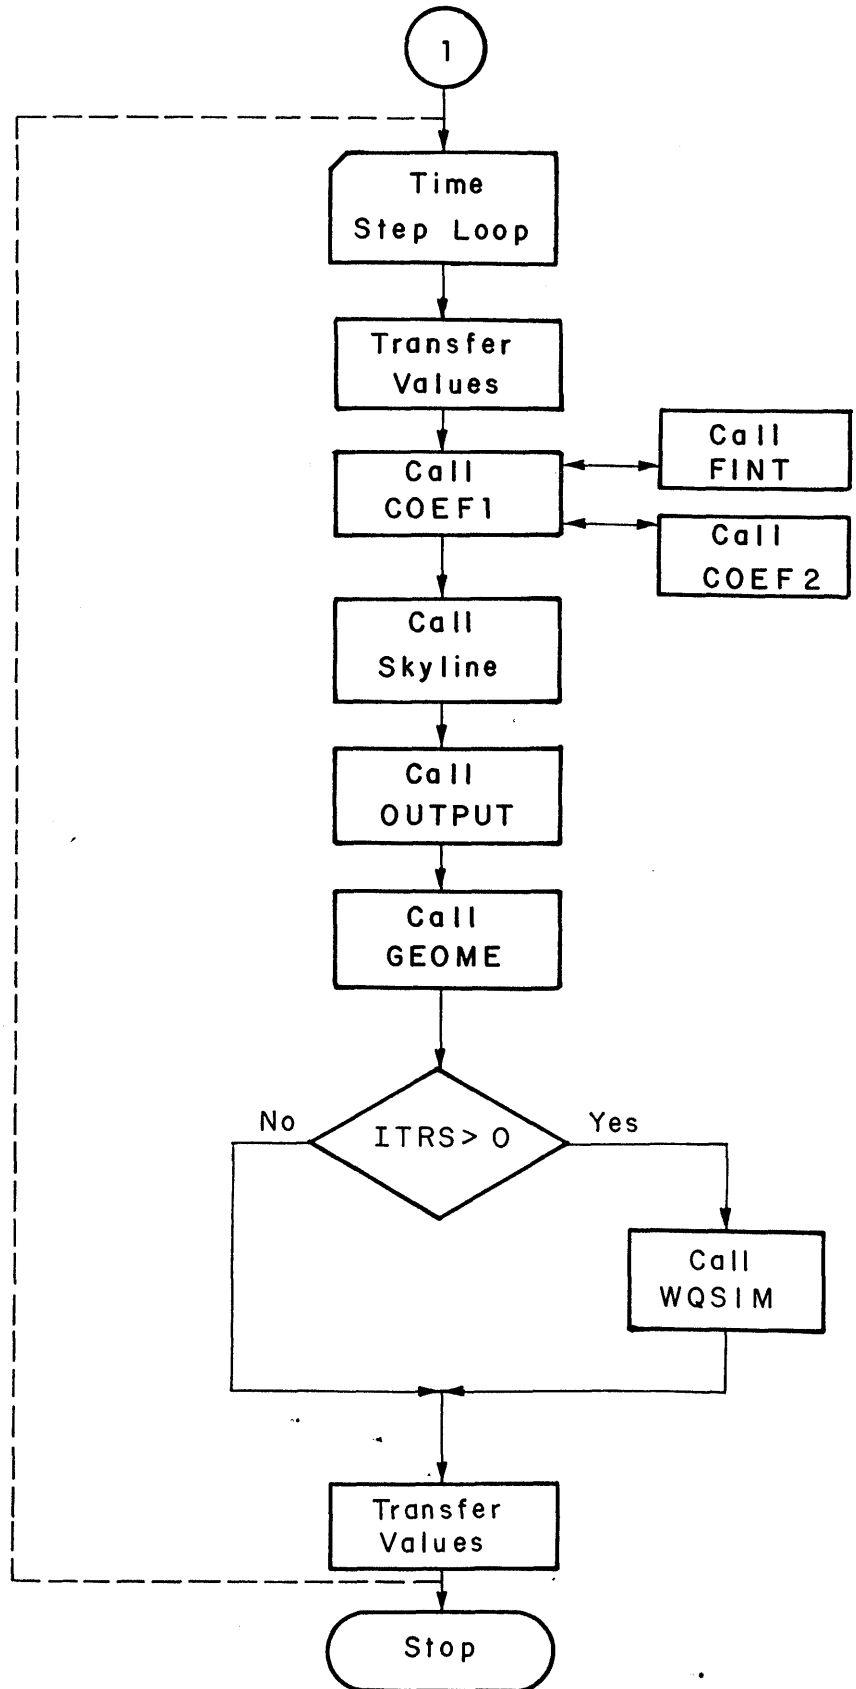 1
Time
Step Loop
Transfer
Values
Call
COEF1
Call
FINT
Call
COEF2
Call
Skyline
Call
OUTPUT
Call
GEOME
No
ITRS > 0
Yes
Call
WQSIM
Transfer
Values
Stop